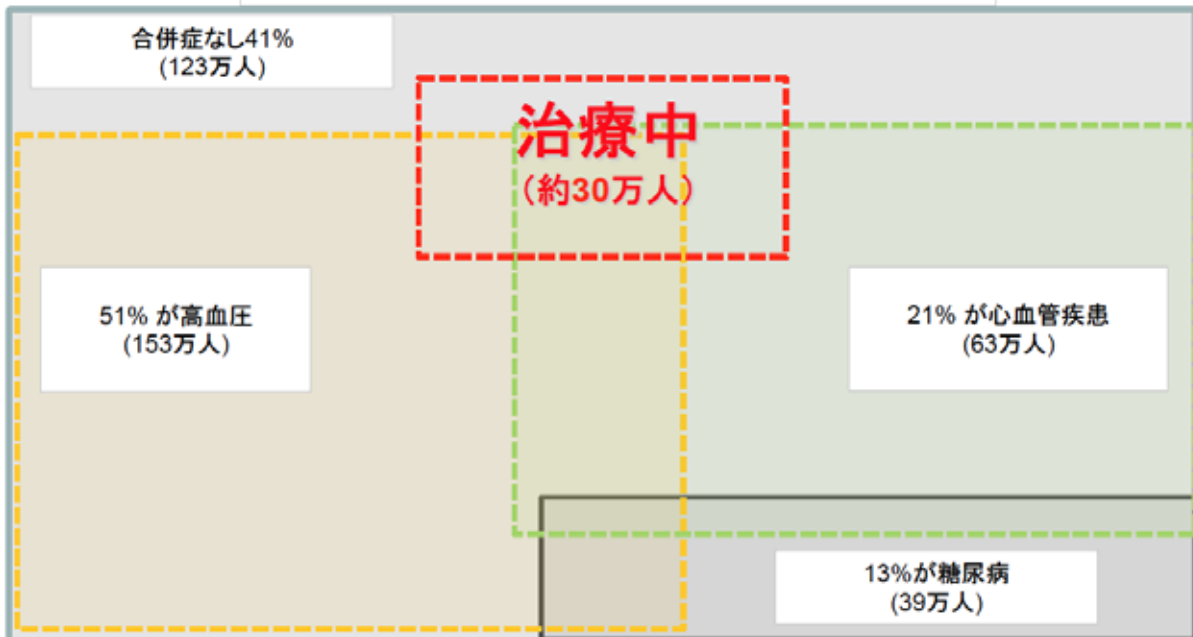 合併症なし41%
(123万人)
治療中
（約30万人）
51% が高血圧
(153万人)
21% が心血管疾患
(63万人)
13%が糖尿病
(39万人)